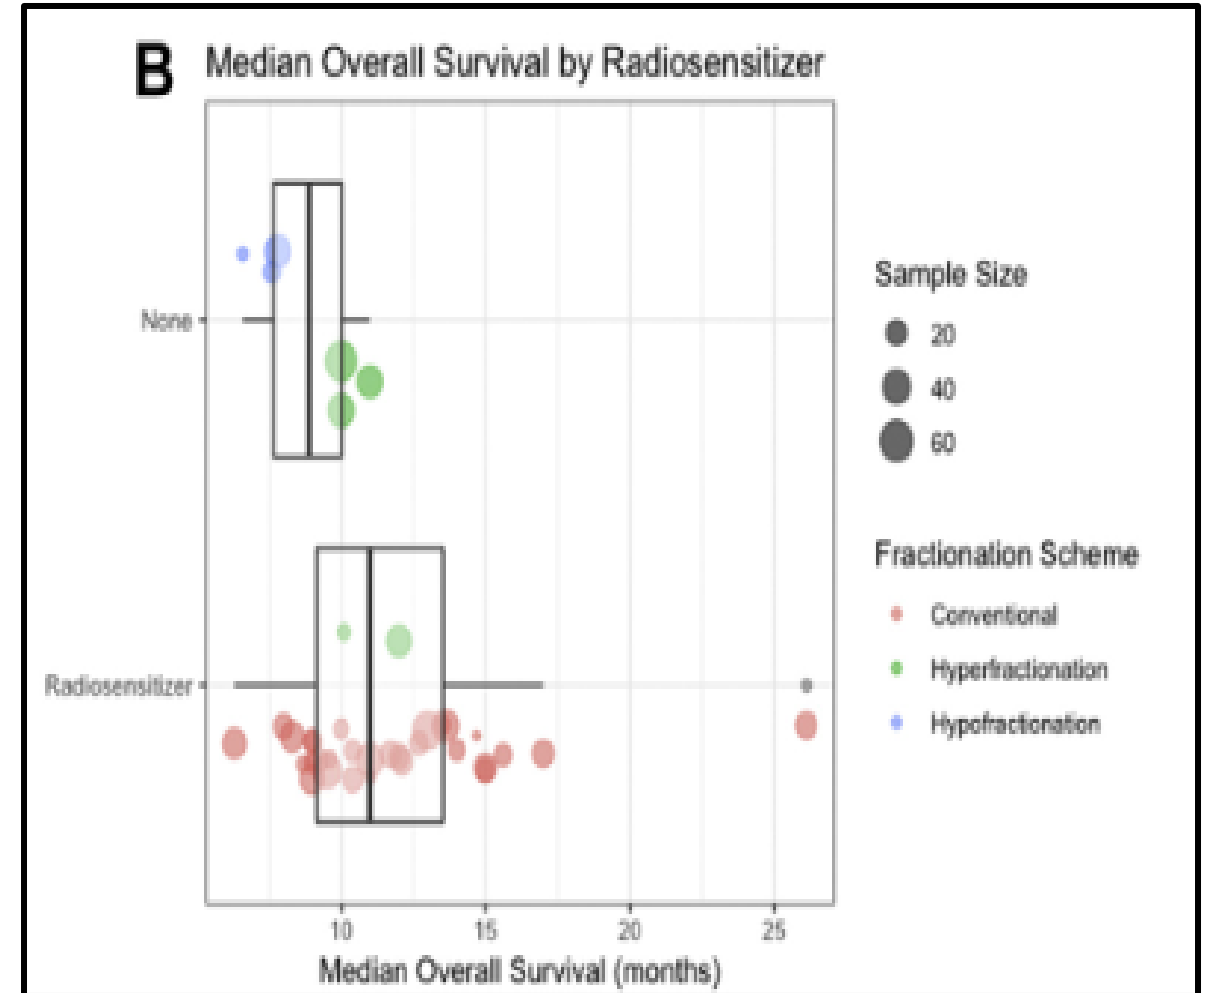 B Median Overall Survival by Radiosensitizer
None
Radiosensitizer
10 15 20 25
Median Overall Survival (months)
Sample Size
20
40
60
Fractionation Scheme
Conventional
Hyperfractionation
Hypofractionation